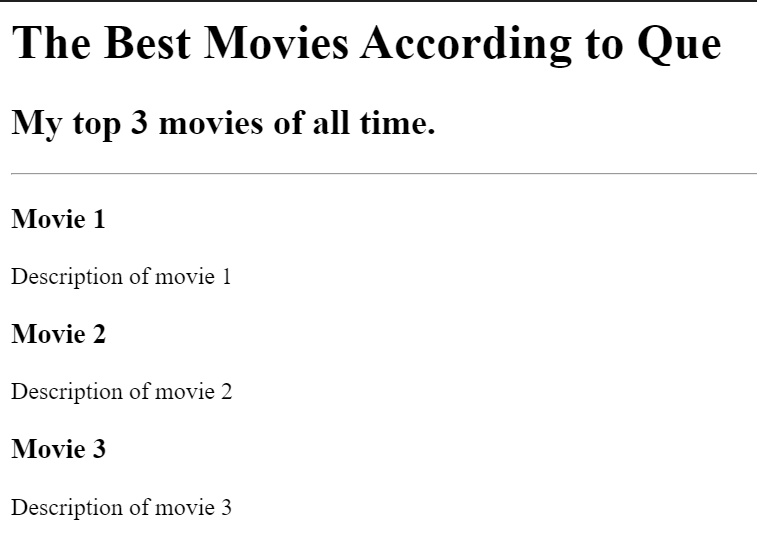 The Best Movies According to Que
My top 3 movies of all time.
Movie 1
Description of movie 1
Movie 2
Description of movie 2
Movie 3
Description of movie 3